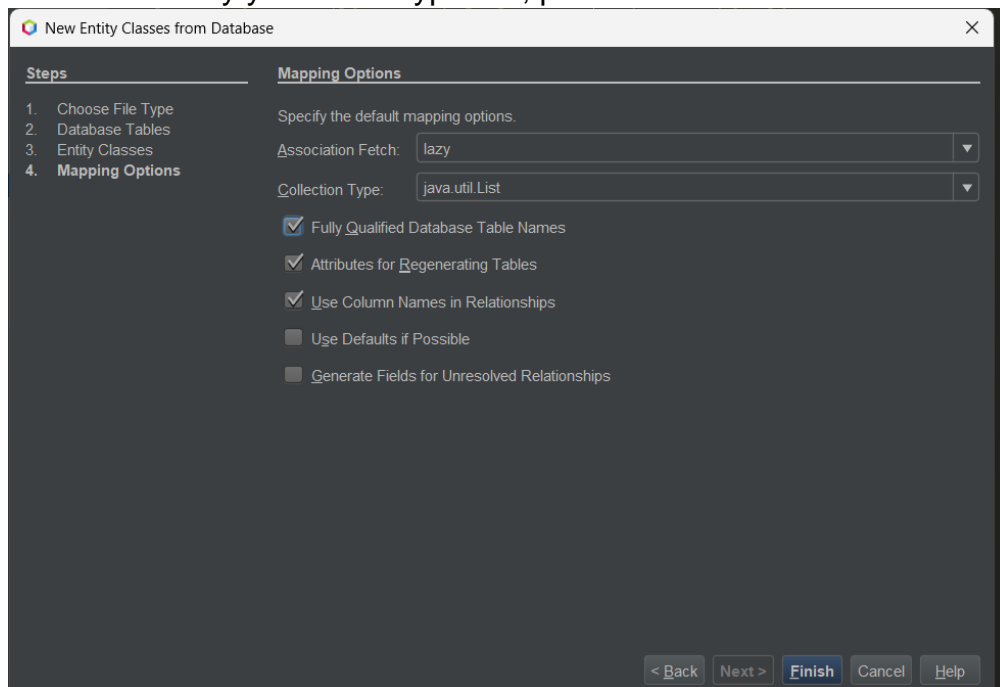 New Entity Classes from Database
Steps
1. Choose File Type
2. Database Tables
3. Entity Classes
4. Mapping Options
Mapping Options
Specify the default mapping options.
Association Fetch: lazy
Collection Type: java.util.List
Fully Qualified Database Table Names
Attributes for Regenerating Tables
Use Column Names in Relationships
Use Defaults if Possible
Generate Fields for Unresolved Relationships
< Back Next > Finish Cancel Help